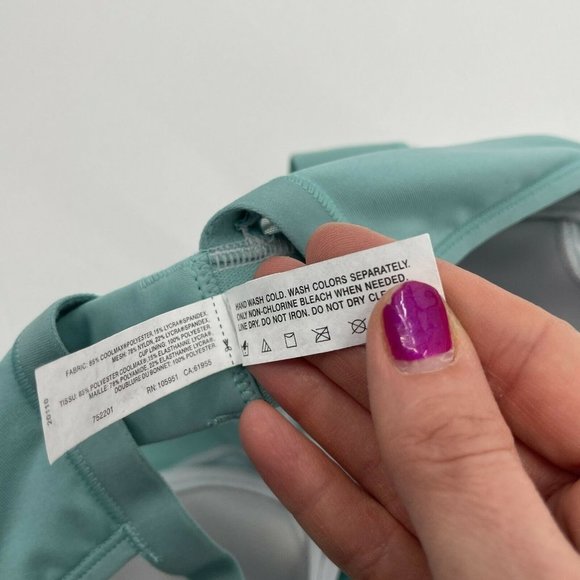 FABRIC: 85% COOLMAX®POLYESTER, 15% LYCRA®SPANDEX.
MESH: 78% NYLON, 22% LYCRA®SPANDEX.
CUP LINING: 100% POLYESTER.
TISSU: 85% POLYESTER COOLMAX®, 15% ELASTHANNE LYCRA®.
MAILLE: 78% POLYAMIDE, 22% ELASTHANNE LYCRA®.
DOUBLURE DU BONNET: 100% POLYESTER.
RN: 105951 CA:61955
752201
20110
HAND WASH COLD. WASH COLORS SEPARATELY.
ONLY NON-CHLORINE BLEACH WHEN NEEDED.
LINE DRY. DO NOT IRON. DO NOT DRY CLE